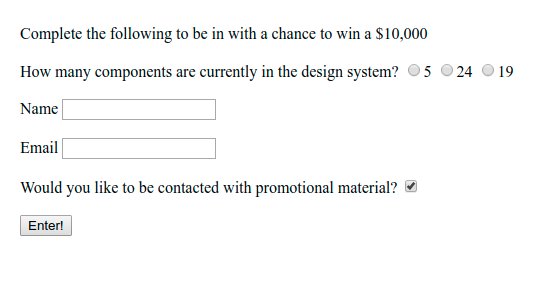 Complete the following to be in with a chance to win a $10,000
How many components are currently in the design system? 5 24 19
Name
Email
Would you like to be contacted with promotional material?
Enter!